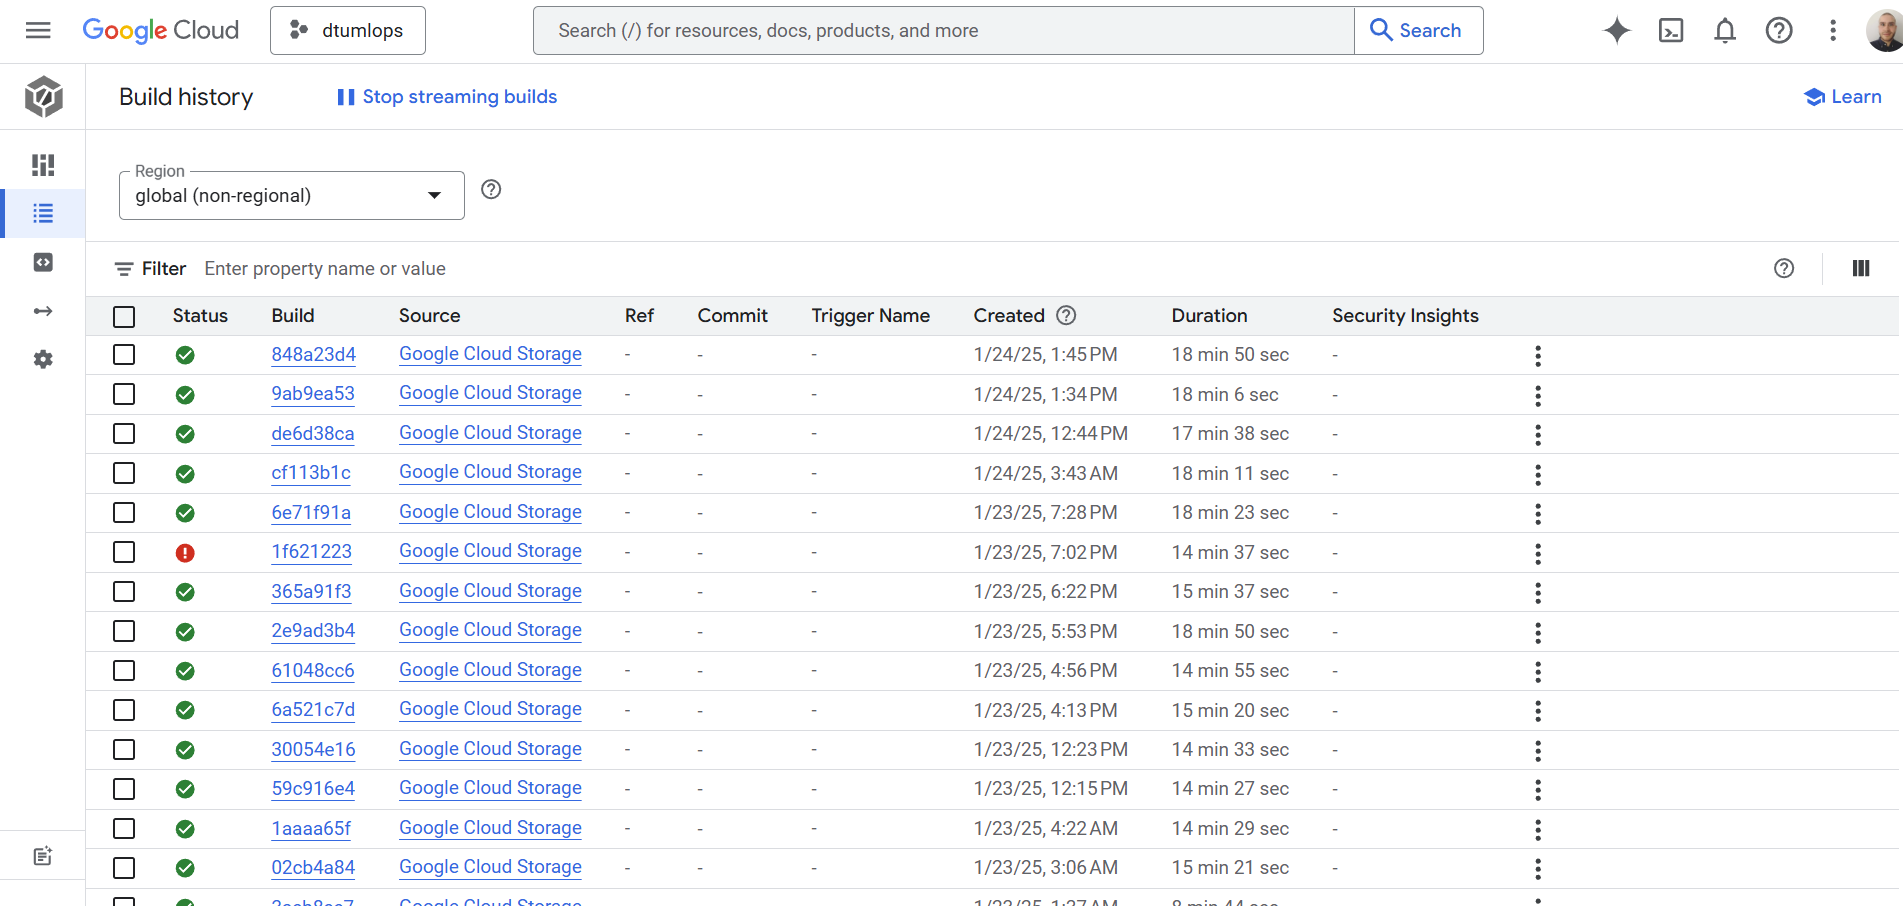 Google Cloud dtumlops Search (/) for resources, docs, products, and more Search
Build history Stop streaming builds Learn
Region
global (non-regional)
Filter Enter property name or value
Status Build Source Ref Commit Trigger Name Created Duration Security Insights
848a23d4 Google Cloud Storage - - - 1/24/25, 1:45 PM 18 min 50 sec -
9ab9ea53 Google Cloud Storage - - - 1/24/25, 1:34 PM 18 min 6 sec -
de6d38ca Google Cloud Storage - - - 1/24/25, 12:44 PM 17 min 38 sec -
cf113b1c Google Cloud Storage - - - 1/24/25, 3:43 AM 18 min 11 sec -
6e71f91a Google Cloud Storage - - - 1/23/25, 7:28 PM 18 min 23 sec -
1f621223 Google Cloud Storage - - - 1/23/25, 7:02 PM 14 min 37 sec -
365a91f3 Google Cloud Storage - - - 1/23/25, 6:22 PM 15 min 37 sec -
2e9ad3b4 Google Cloud Storage - - - 1/23/25, 5:53 PM 18 min 50 sec -
61048cc6 Google Cloud Storage - - - 1/23/25, 4:56 PM 14 min 55 sec -
6a521c7d Google Cloud Storage - - - 1/23/25, 4:13 PM 15 min 20 sec -
30054e16 Google Cloud Storage - - - 1/23/25, 12:23 PM 14 min 33 sec -
59c916e4 Google Cloud Storage - - - 1/23/25, 12:15 PM 14 min 27 sec -
1aaaa65f Google Cloud Storage - - - 1/23/25, 4:22 AM 14 min 29 sec -
02cb4a84 Google Cloud Storage - - - 1/23/25, 3:06 AM 15 min 21 sec -
Google Cloud Storage